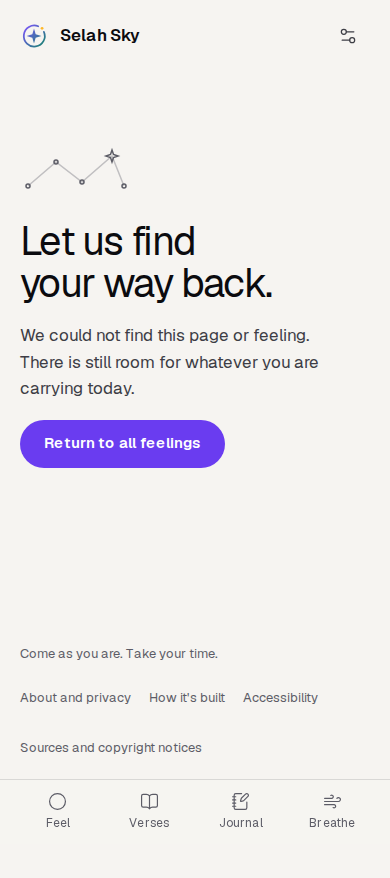 Selah Sky
Let us find
your way back.
We could not find this page or feeling.
There is still room for whatever you are
carrying today.
Return to all feelings
Come as you are. Take your time.
About and privacy How it's built Accessibility
Sources and copyright notices
Feel Verses Journal Breathe